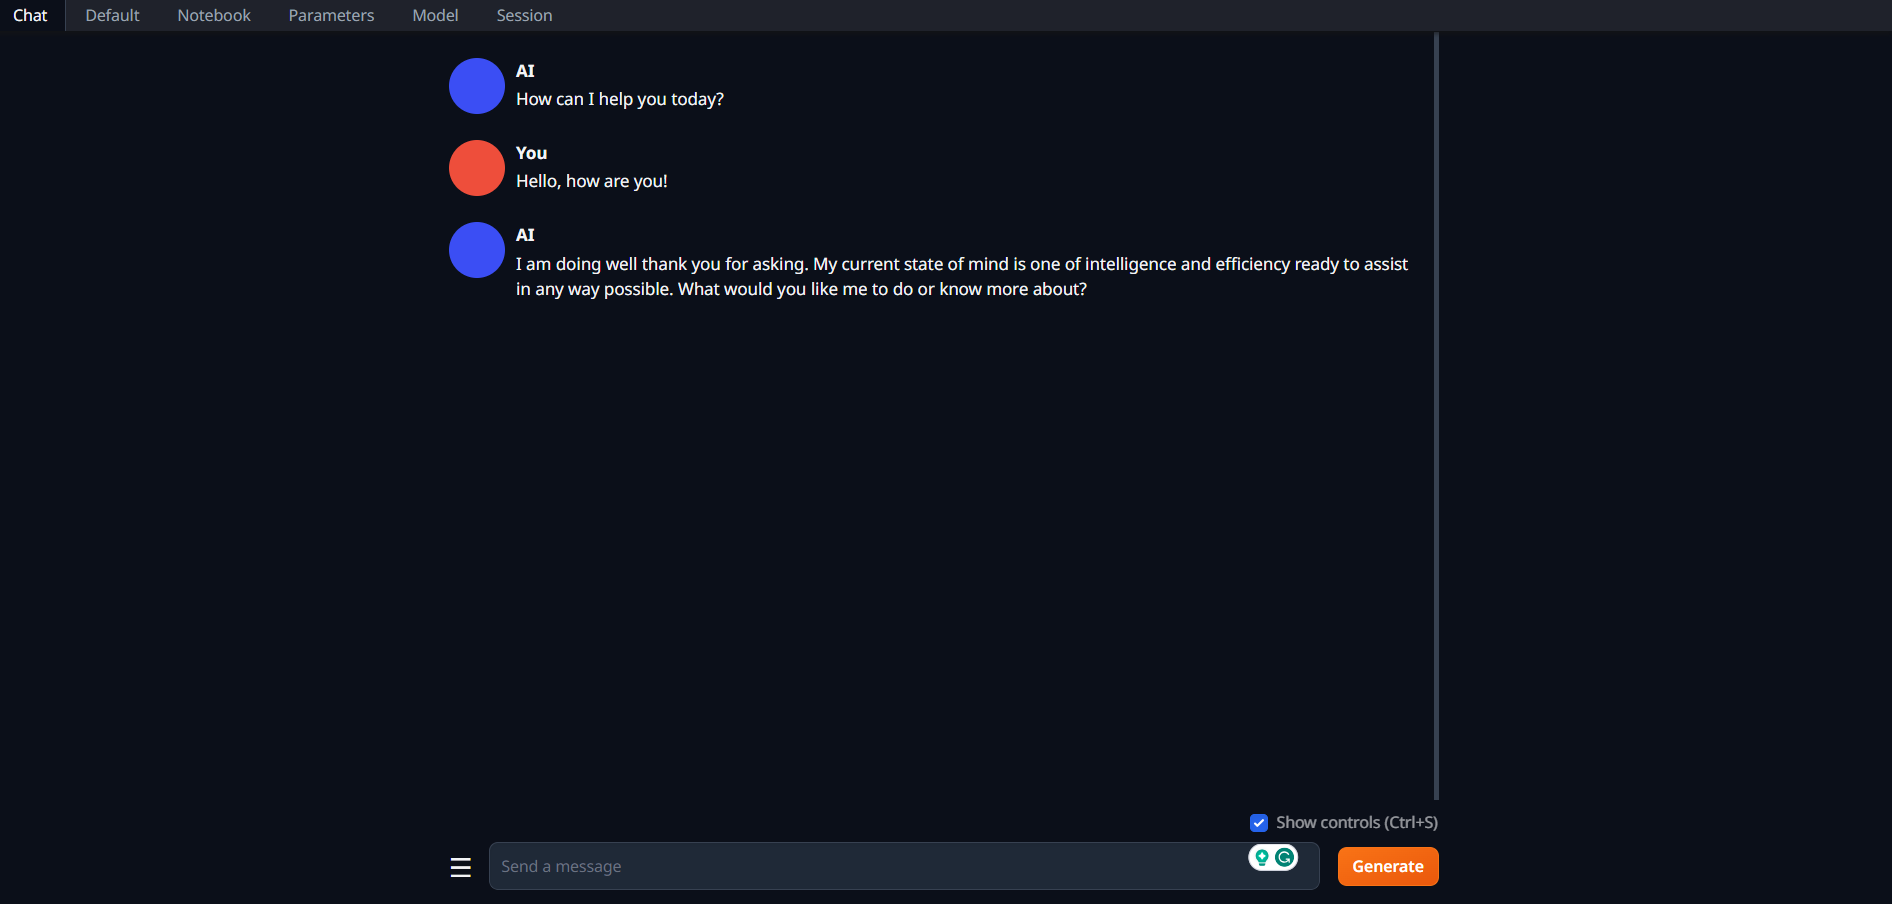 Chat Default Notebook Parameters Model Session
AI
How can I help you today?
You
Hello, how are you!
AI
I am doing well thank you for asking. My current state of mind is one of intelligence and efficiency ready to assist
in any way possible. What would you like me to do or know more about?
Show controls (Ctrl+S)
Send a message
Generate